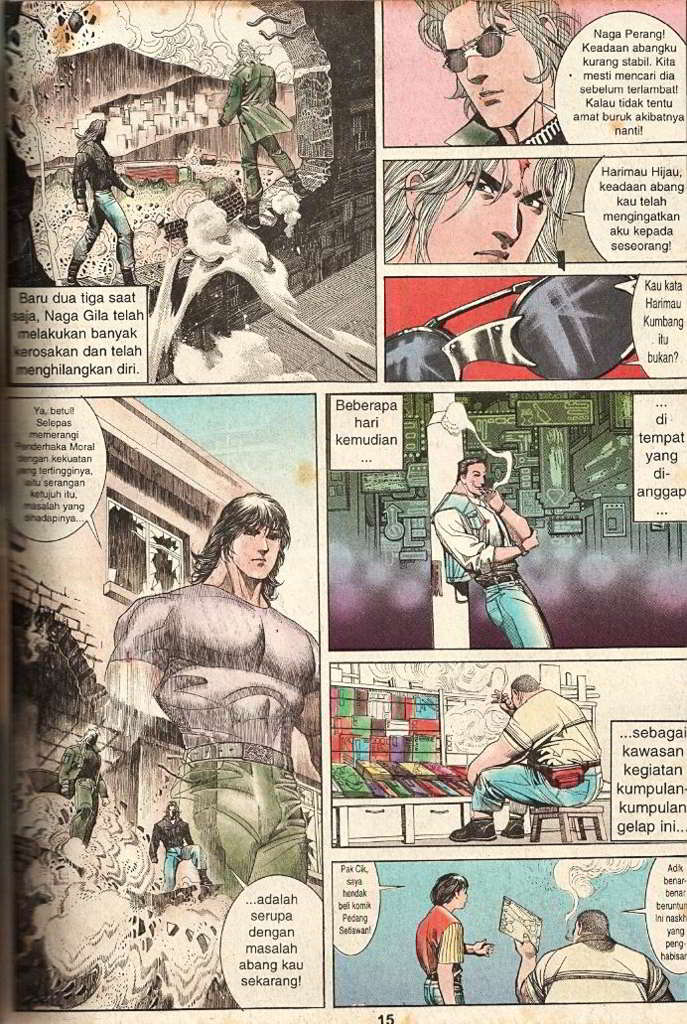 Baru dua tiga saat
saja, Naga Gila telah
melakukan banyak
kerosakan dan telah
menghilangkan diri.
Naga Perang!
Keadaan abangku
kurang stabil. Kita
mesti mencari dia
sebelum terlambat!
Kalau tidak tentu
amat buruk akibatnya
nanti!
Harimau Hijau,
keadaan abang
kau telah
mengingatkan
aku kepada
seseorang!
Kau kata
Harimau
Kumbang
itu
bukan?
Ya, betul!
Selepas
memerangi
Penderhaka Moral
dengan kekuatan
yang tertingginya,
iaitu serangan
ketujuh itu,
masalah yang
dihadapinya...
...adalah
serupa
dengan
masalah
abang kau
sekarang!
Beberapa
hari
kemudian
...
...
di
tempat
yang
di-
anggap
...
...sebagai
kawasan
kegiatan
kumpulan-
kumpulan
gelap ini...
Pak Cik,
saya
hendak
beli komik
Pedang
Setiawan!
Adik
benar-
benar
beruntung
Ini naskhah
yang
peng-
habisan
15